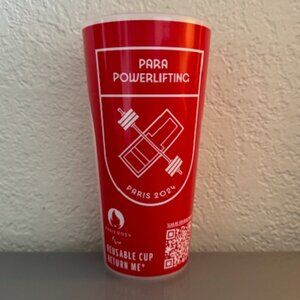 PARA
POWERLIFTING
PARIS 2024
PARIS 2024
REUSABLE CUP
RETURN ME*